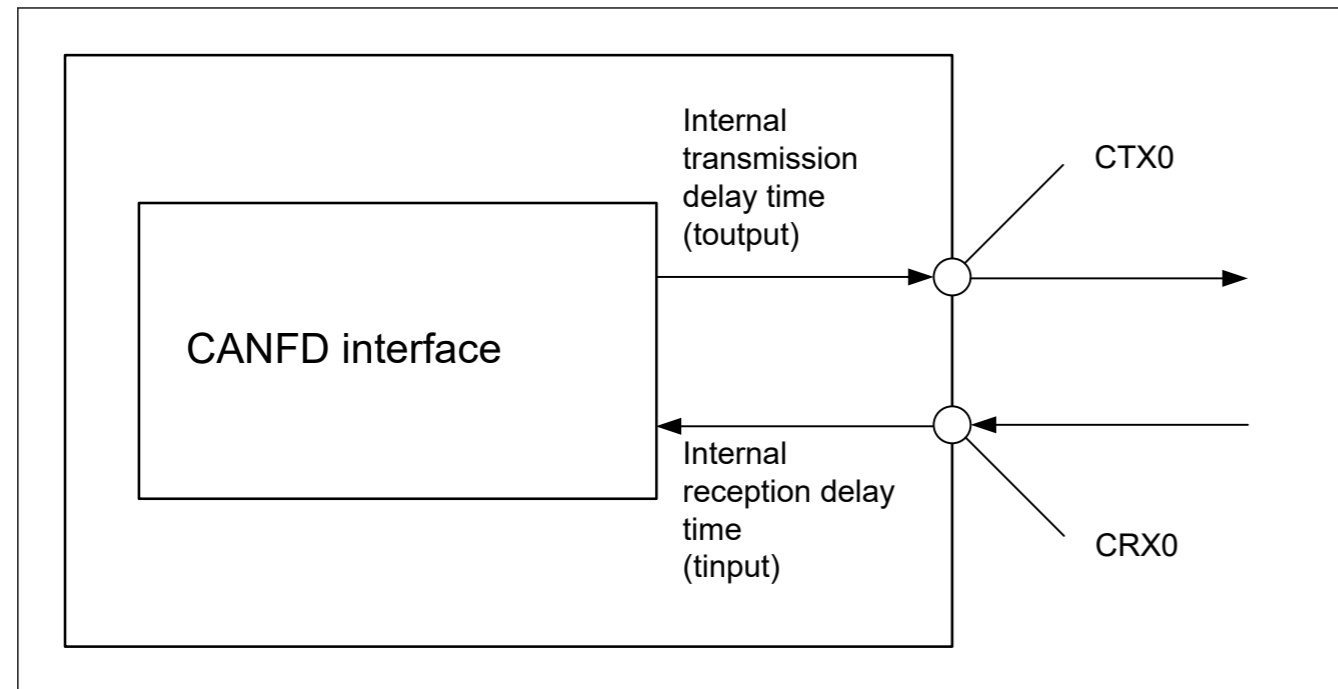 Internal
transmission
delay time
(toutput)
CTX0
CANFD interface
Internal
reception delay
time
(tinput)
CRX0